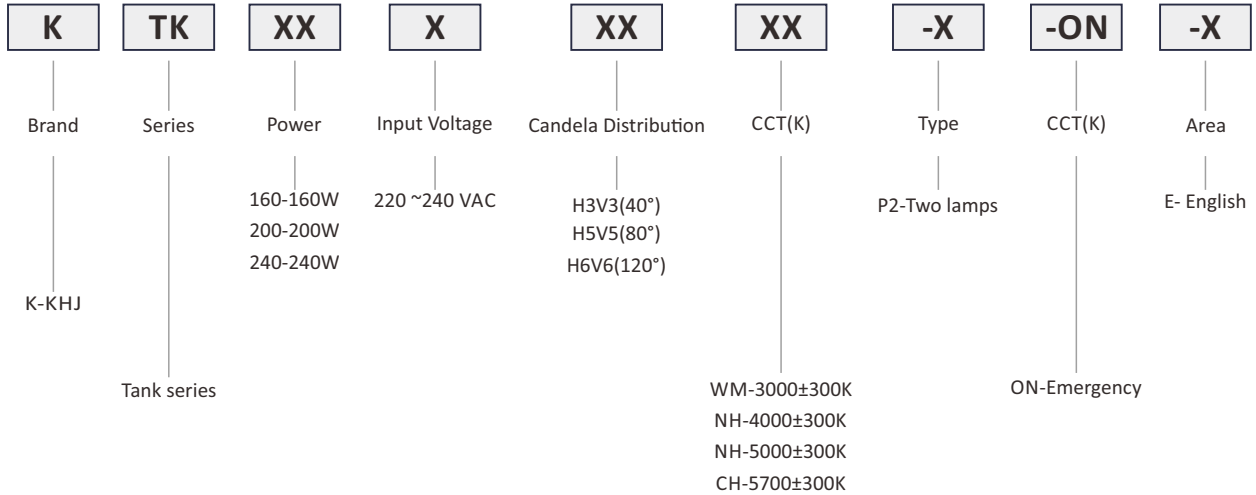 K TK XX X XX XX -X -ON -X
Brand Series Power Input Voltage Candela Distribution CCT(K) Type CCT(K) Area
160-160W 220 ~240 VAC H3V3(40°) P2-Two lamps E- English
200-200W H5V5(80°)
240-240W H6V6(120°)
K-KHJ
Tank series WM-3000±300K ON-Emergency
NH-4000±300K
NH-5000±300K
CH-5700±300K